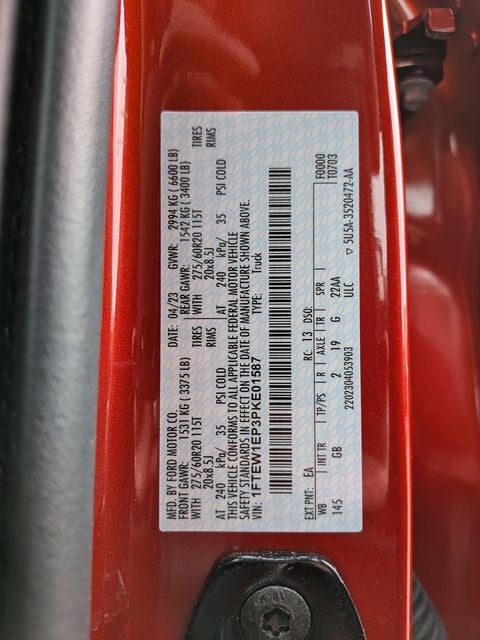 MFD. BY FORD MOTOR CO.
DATE: 04/23 GVWR: 2994 KG ( 6600 LB)
FRONT GAWR: 1531 KG ( 3375 LB) REAR GAWR: 1542 KG ( 3400 LB)
WITH 275/60R20 115T TIRES WITH 275/60R20 115T TIRES
20x8.5J RIMS 20x8.5J RIMS
AT 240 kPa/ 35 PSI COLD AT 240 kPa/ 35 PSI COLD
THIS VEHICLE CONFORMS TO ALL APPLICABLE FEDERAL MOTOR VEHICLE
SAFETY STANDARDS IN EFFECT ON THE DATE OF MANUFACTURE SHOWN ABOVE
VIN: 1FTEW1EP3PKE01587 TYPE: Truck
F0000
T0703
EXT PNT: EA RC: 13 DSO:
WB INT TR TP/PS R AXLE TR SPR
145 GB 2 19 G 22AA
ULC
2202304053903
▽ 5U5A-3520472-AA